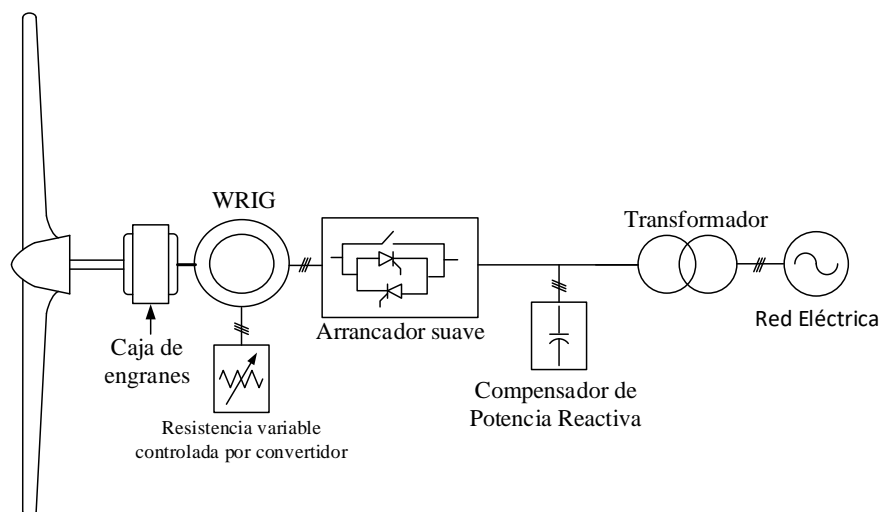 WRIG
Transformador
Arrancador suave
Red Eléctrica
Caja de
engranes
Compensador de
Potencia Reactiva
Resistencia variable
controlada por convertidor